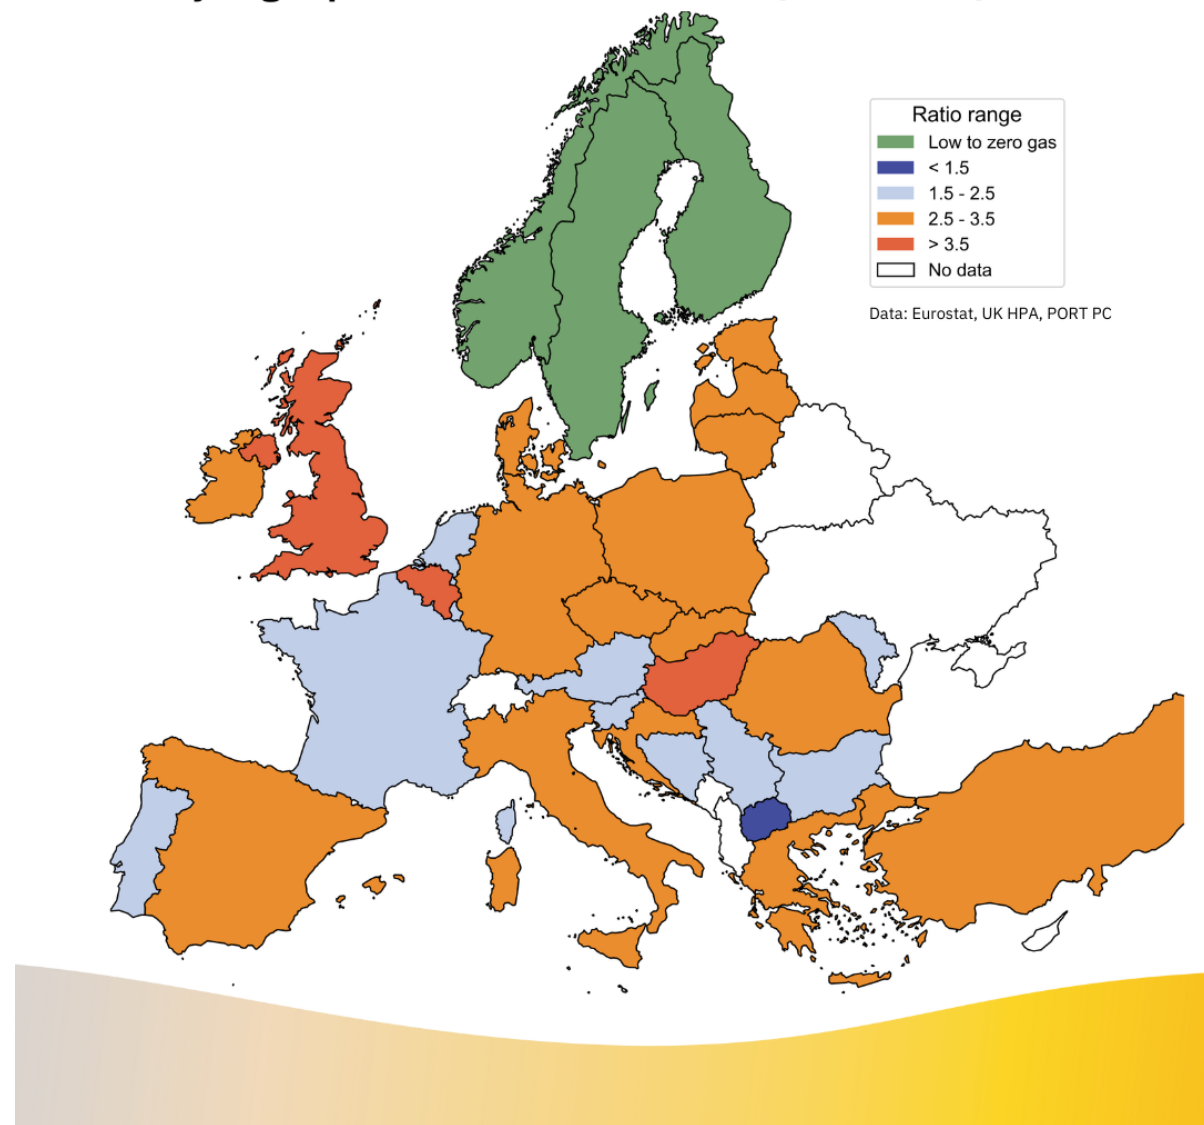 Ratio range
Low to zero gas
< 1.5
1.5 - 2.5
2.5 - 3.5
> 3.5
No data
Data: Eurostat, UK HPA, PORT PC